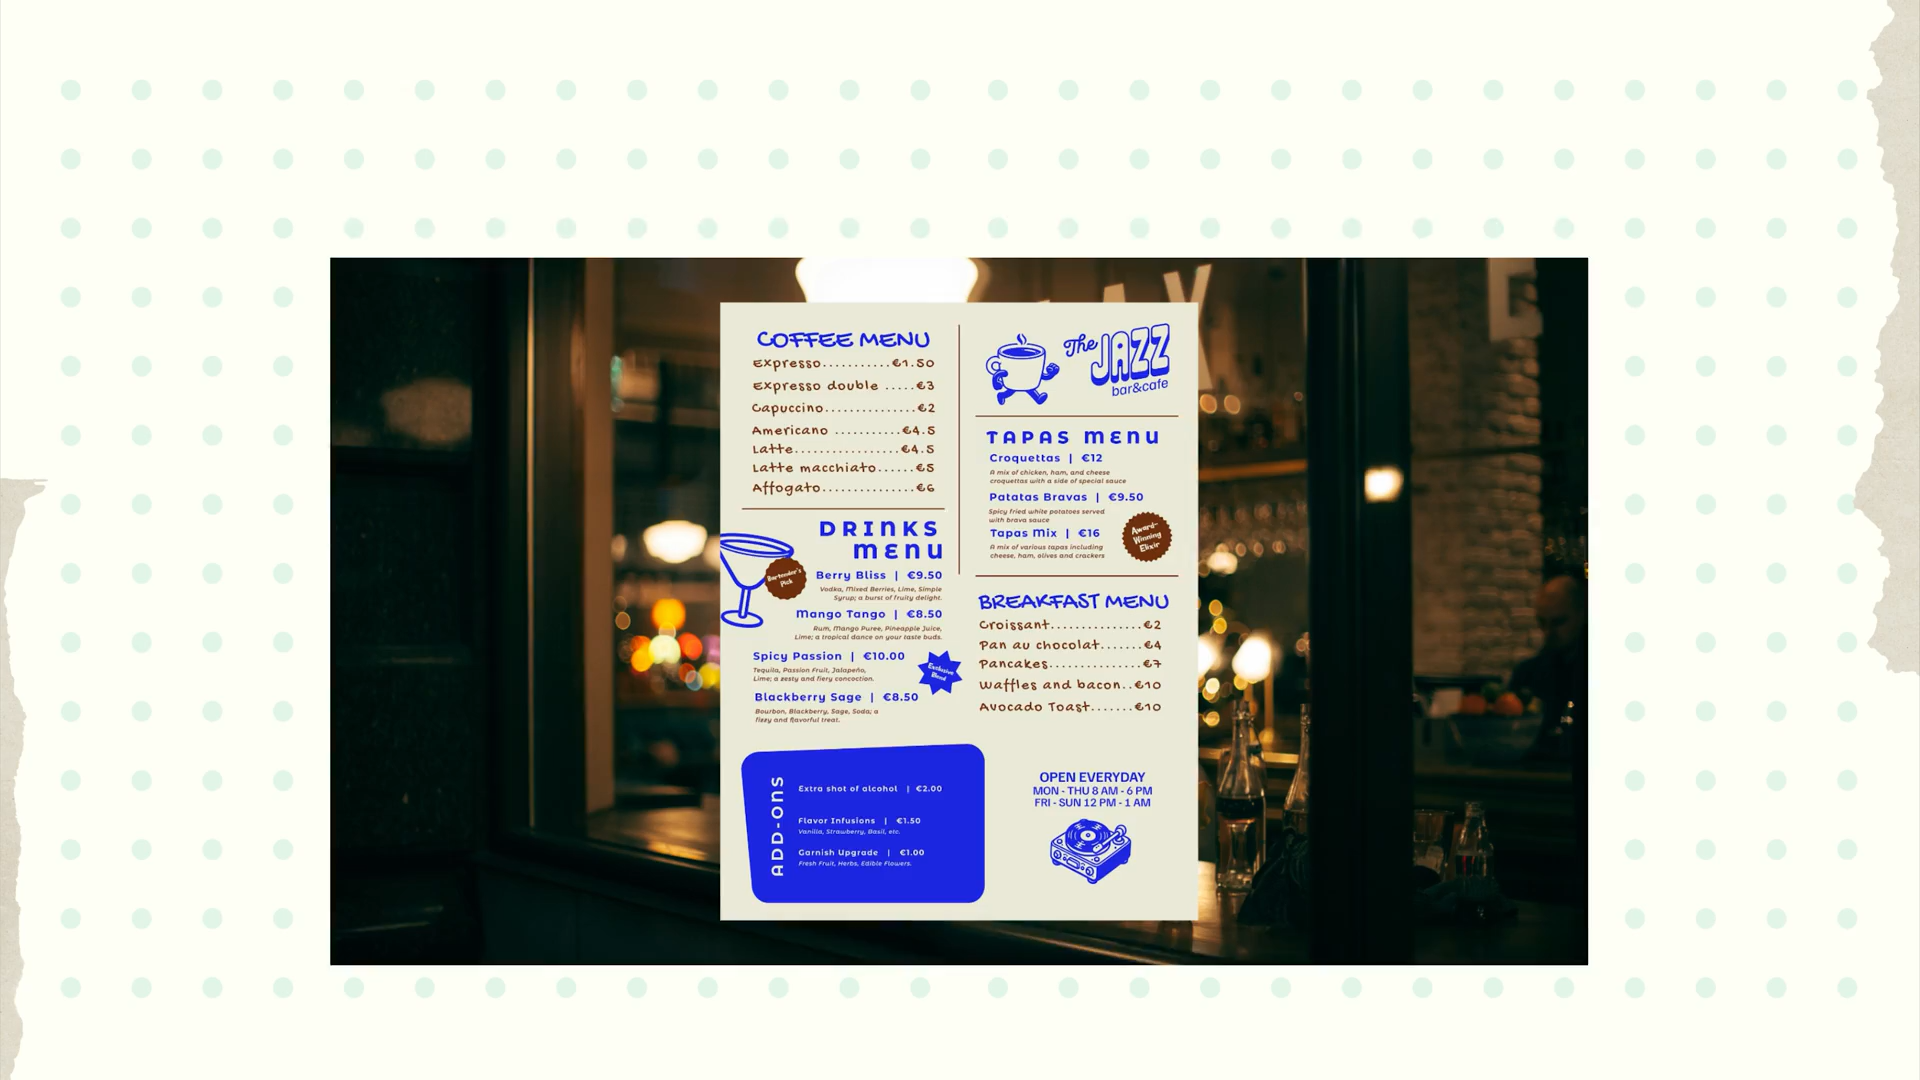 COFFEE MENU
Expresso...........€1.50
Expresso double .....€3
Capuccino...............€2
Americano ...........€4.5
Latte.................€4.5
Latte macchiato......€5
Affogato...............€6
DRINKS
menu
Bartender's
Pick
Berry Bliss | €9.50
Vodka, Mixed Berries, Lime, Simple
Syrup; a burst of fruity delight.
Mango Tango | €8.50
Rum, Mango Puree, Pineapple Juice,
Lime; a tropical dance on your taste buds.
Spicy Passion | €10.00
Tequila, Passion Fruit, Jalapeño,
Lime; a zesty and fiery concoction.
Exclusive
Blend
Blackberry Sage | €8.50
Bourbon, Blackberry, Sage, Soda; a
fizzy and flavorful treat.
ADD-ONS
Extra shot of alcohol | €2.00
Flavor Infusions | €1.50
Vanilla, Strawberry, Basil, etc.
Garnish Upgrade | €1.00
Fresh Fruit, Herbs, Edible Flowers.
The JAZZ
bar&cafe
TAPAS menu
Croquettas | €12
A mix of chicken, ham, and cheese
croquettas with a side of special sauce
Patatas Bravas | €9.50
Spicy fried white potatoes served
with brava sauce
Tapas Mix | €16
A mix of various tapas including
cheese, ham, olives and crackers
Award-
Winning
Elixir
BREAKFAST MENU
Croissant...............€2
Pan au chocolat.......€4
Pancakes...............€7
Waffles and bacon..€10
Avocado Toast.......€10
OPEN EVERYDAY
MON - THU 8 AM - 6 PM
FRI - SUN 12 PM - 1 AM